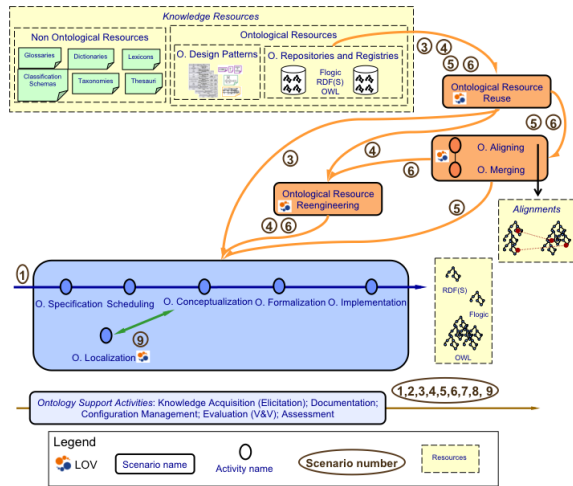 Knowledge Resources
Non Ontological Resources
Glossaries
Dictionaries
Lexicons
Classification
Schemas
Taxonomies
Thesauri
Ontological Resources
O. Design Patterns
O. Repositories and Registries
Flogic
RDF(S)
OWL
3 4
5 6
Ontological Resource
Reuse
5 6
3
4
6
O. Aligning
O. Merging
Ontological Resource
Reengineering
4 6
5
Alignments
1
O. Specification Scheduling O. Conceptualization O. Formalization O. Implementation
9
O. Localization
RDF(S)
Flogic
OWL
Ontology Support Activities: Knowledge Acquisition (Elicitation); Documentation;
Configuration Management; Evaluation (V&V); Assessment
1,2,3,4,5,6,7,8, 9
Legend
LOV
Scenario name
Activity name
Scenario number
Resources